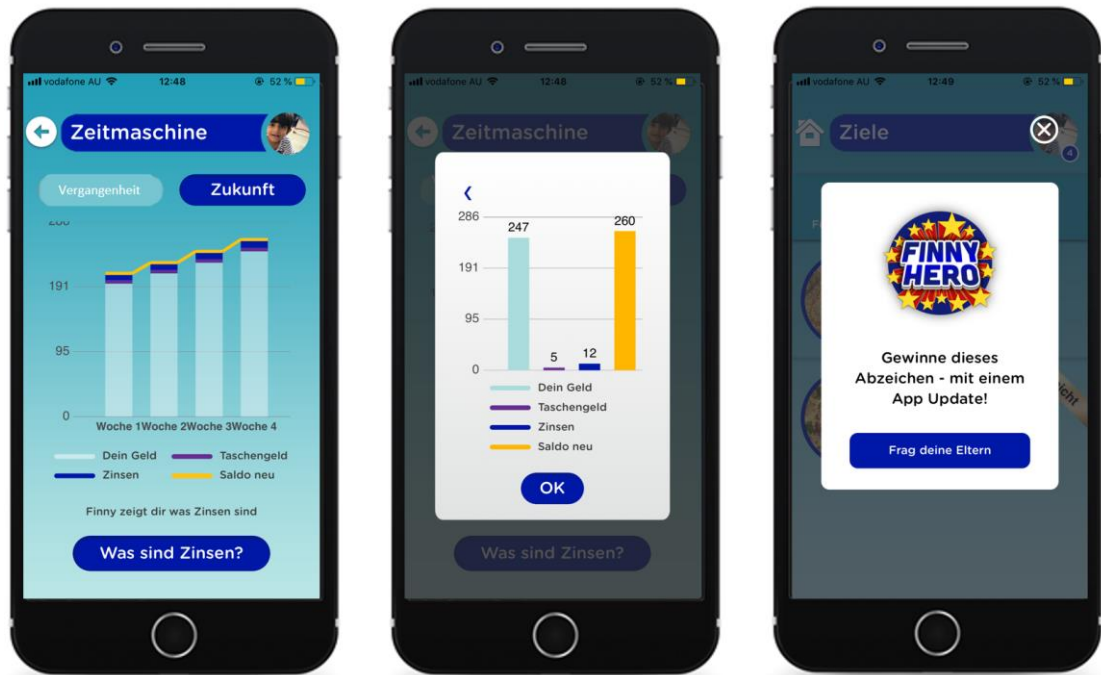 vodafone AU 12:48 52 %
Zeitmaschine
Vergangenheit Zukunft
191
95
0
Woche 1 Woche 2 Woche 3 Woche 4
Dein Geld Taschengeld
Zinsen Saldo neu
Finny zeigt dir was Zinsen sind
Was sind Zinsen?
vodafone AU 12:48 52 %
Zeitmaschine
286
247
260
191
95
5
12
0
Dein Geld
Taschengeld
Zinsen
Saldo neu
OK
Was sind Zinsen?
vodafone AU 12:49 52 %
Ziele
4
FINNY
HERO
Gewinne dieses
Abzeichen - mit einem
App Update!
Frag deine Eltern